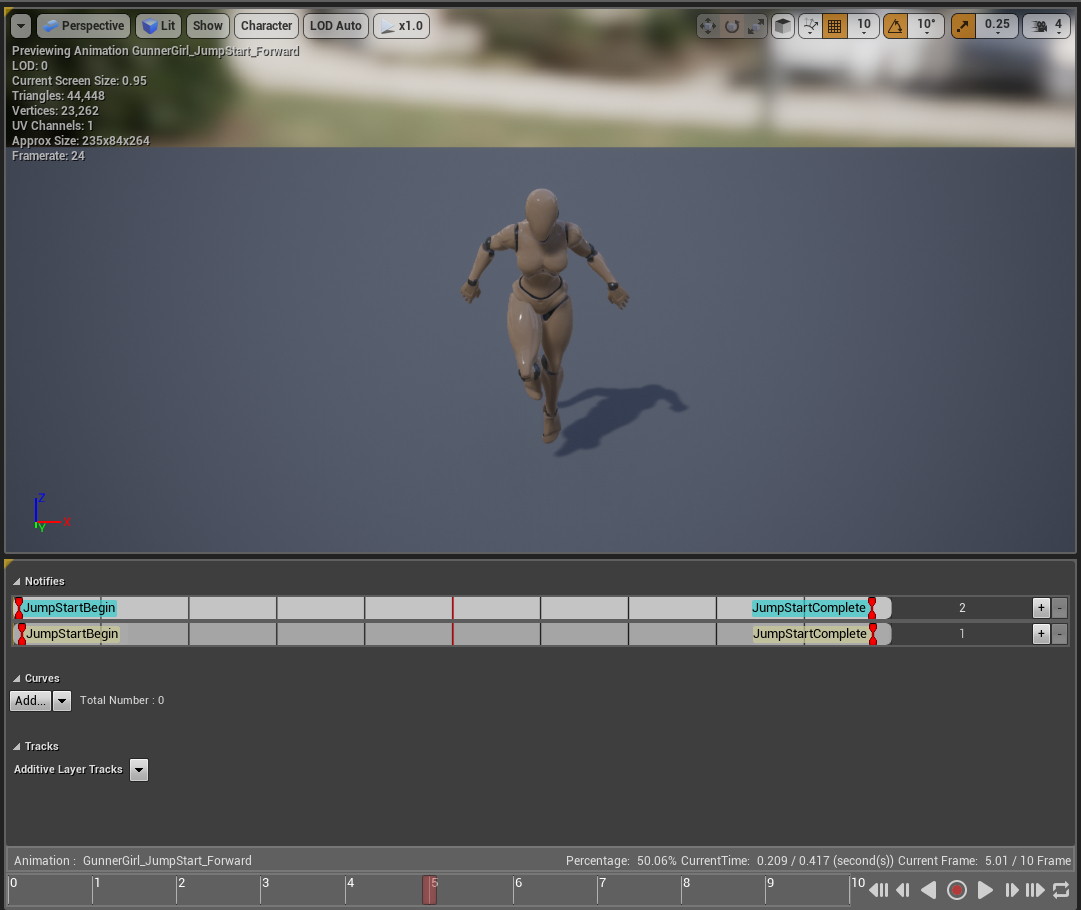 Perspective Lit Show Character LOD Auto x1.0 10 10° 0.25 4
Previewing Animation GunnerGirl_JumpStart_Forward
LOD: 0
Current Screen Size: 0.95
Triangles: 44,448
Vertices: 23,262
UV Channels: 1
Approx Size: 235x84x264
Framerate: 24
Z
X
Y
Notifies
JumpStartBegin JumpStartComplete 2 + -
JumpStartBegin JumpStartComplete 1 + -
Curves
Add... Total Number : 0
Tracks
Additive Layer Tracks
Animation : GunnerGirl_JumpStart_Forward Percentage: 50.06% CurrentTime: 0.209 / 0.417 (second(s)) Current Frame: 5.01 / 10 Frame
0 1 2 3 4 5 6 7 8 9 10